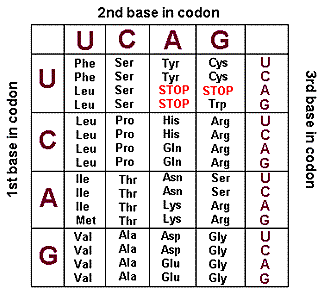 2nd base in codon
U C A G
1st base in codon
3rd base in codon
U
Phe Ser Tyr Cys U
Phe Ser Tyr Cys C
Leu Ser STOP STOP A
Leu Ser STOP Trp G
C
Leu Pro His Arg U
Leu Pro His Arg C
Leu Pro Gln Arg A
Leu Pro Gln Arg G
A
Ile Thr Asn Ser U
Ile Thr Asn Ser C
Ile Thr Lys Arg A
Met Thr Lys Arg G
G
Val Ala Asp Gly U
Val Ala Asp Gly C
Val Ala Glu Gly A
Val Ala Glu Gly G